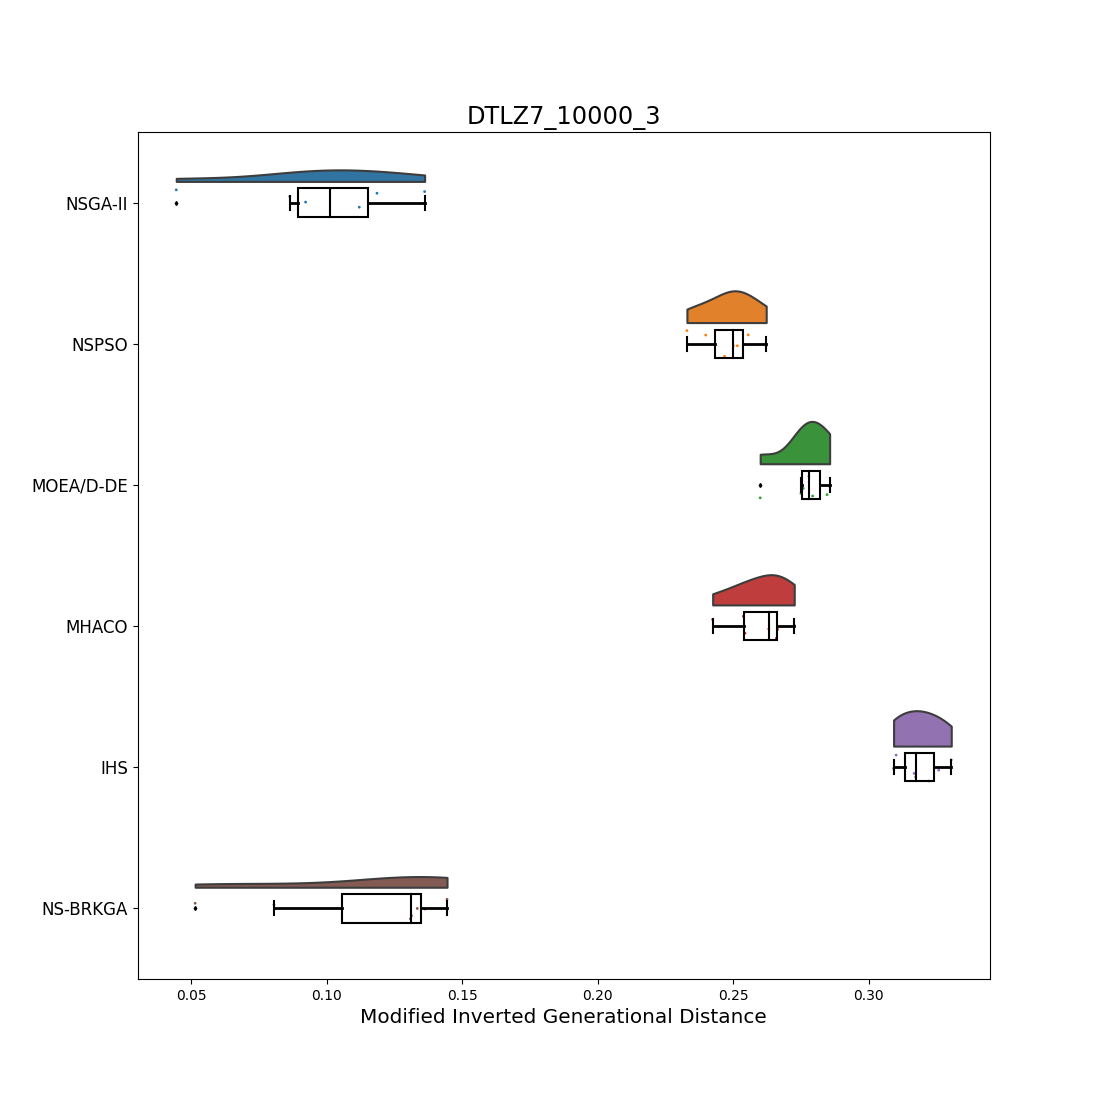 DTLZ7_10000_3
NSGA-II
NSPSO
MOEA/D-DE
MHACO
IHS
NS-BRKGA
0.05 0.10 0.15 0.20 0.25 0.30
Modified Inverted Generational Distance